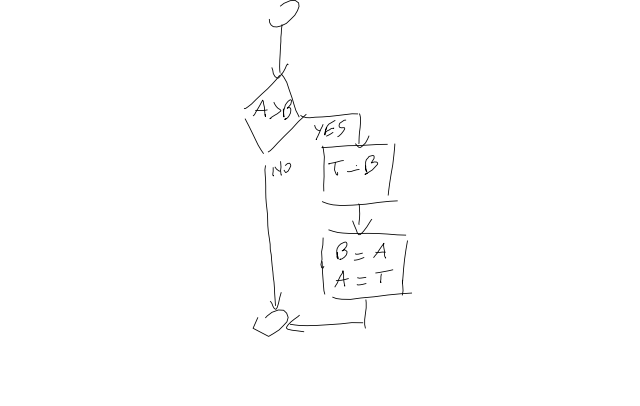 A>B
YES
NO
T=B
B = A
A = T